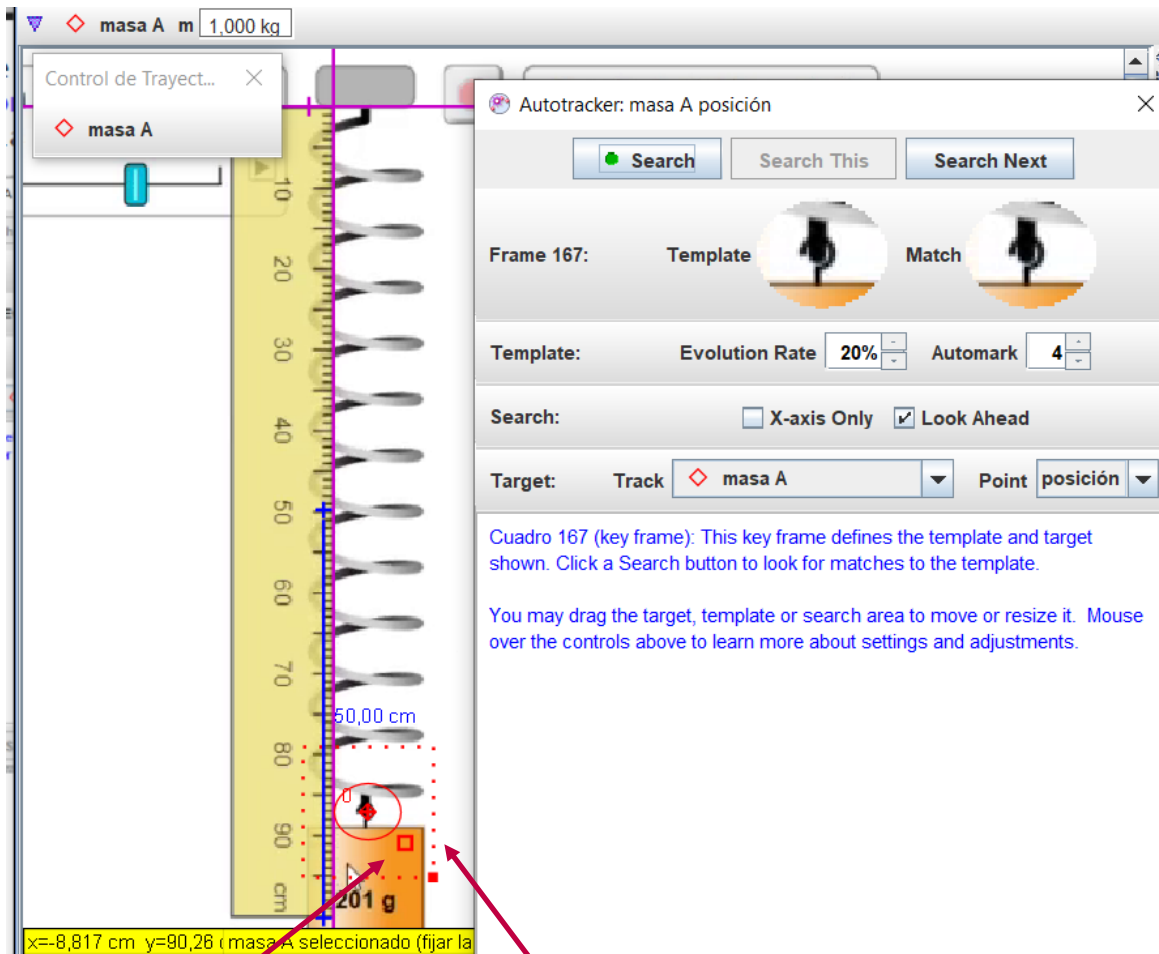 masa A m 1,000 kg
Control de Trayect...
masa A
10
20
30
40
50
60
70
80
90
cm
50,00 cm
0
201 g
x=-8,817 cm y=90,26 masa A seleccionado (fijar la
Autotracker: masa A posición
Search
Search This
Search Next
Frame 167: Template Match
Template: Evolution Rate 20% Automark 4
Search: X-axis Only Look Ahead
Target: Track masa A Point posición
Cuadro 167 (key frame): This key frame defines the template and target
shown. Click a Search button to look for matches to the template.
You may drag the target, template or search area to move or resize it. Mouse
over the controls above to learn more about settings and adjustments.